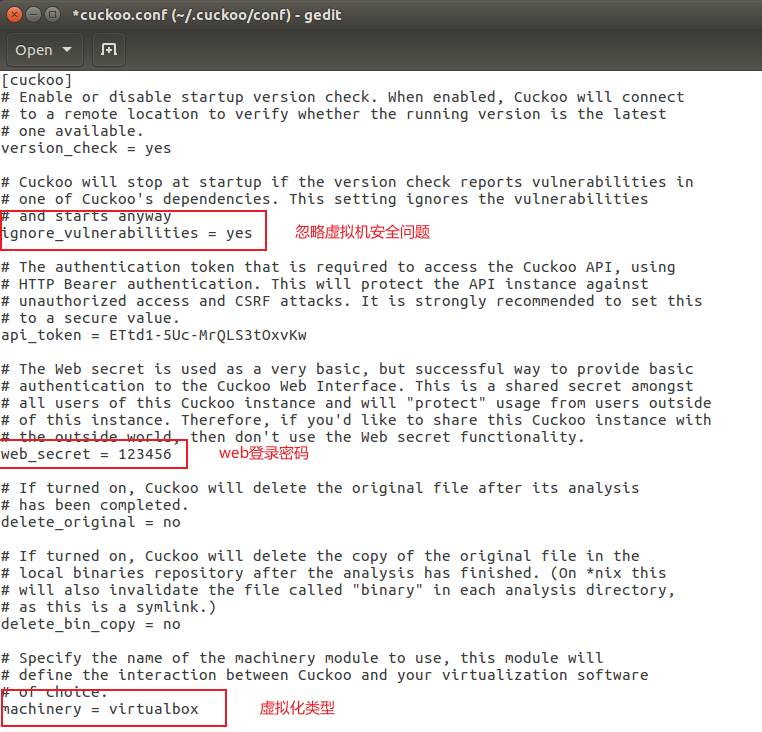 *cuckoo.conf (~/.cuckoo/conf) - gedit
Open
[cuckoo]
# Enable or disable startup version check. When enabled, Cuckoo will connect
# to a remote location to verify whether the running version is the latest
# one available.
version_check = yes
# Cuckoo will stop at startup if the version check reports vulnerabilities in
# one of Cuckoo's dependencies. This setting ignores the vulnerabilities
# and starts anyway
ignore_vulnerabilities = yes 忽略虚拟机安全问题
# The authentication token that is required to access the Cuckoo API, using
# HTTP Bearer authentication. This will protect the API instance against
# unauthorized access and CSRF attacks. It is strongly recommended to set this
# to a secure value.
api_token = ETtd1-5Uc-MrQLS3tOxvKw
# The Web secret is used as a very basic, but successful way to provide basic
# authentication to the Cuckoo Web Interface. This is a shared secret amongst
# all users of this Cuckoo instance and will "protect" usage from users outside
# of this instance. Therefore, if you'd like to share this Cuckoo instance with
# the outside world, then don't use the Web secret functionality.
web_secret = 123456 web登录密码
# If turned on, Cuckoo will delete the original file after its analysis
# has been completed.
delete_original = no
# If turned on, Cuckoo will delete the copy of the original file in the
# local binaries repository after the analysis has finished. (On *nix this
# will also invalidate the file called "binary" in each analysis directory,
# as this is a symlink.)
delete_bin_copy = no
# Specify the name of the machinery module to use, this module will
# define the interaction between Cuckoo and your virtualization software
# of choice.
machinery = virtualbox 虚拟化类型